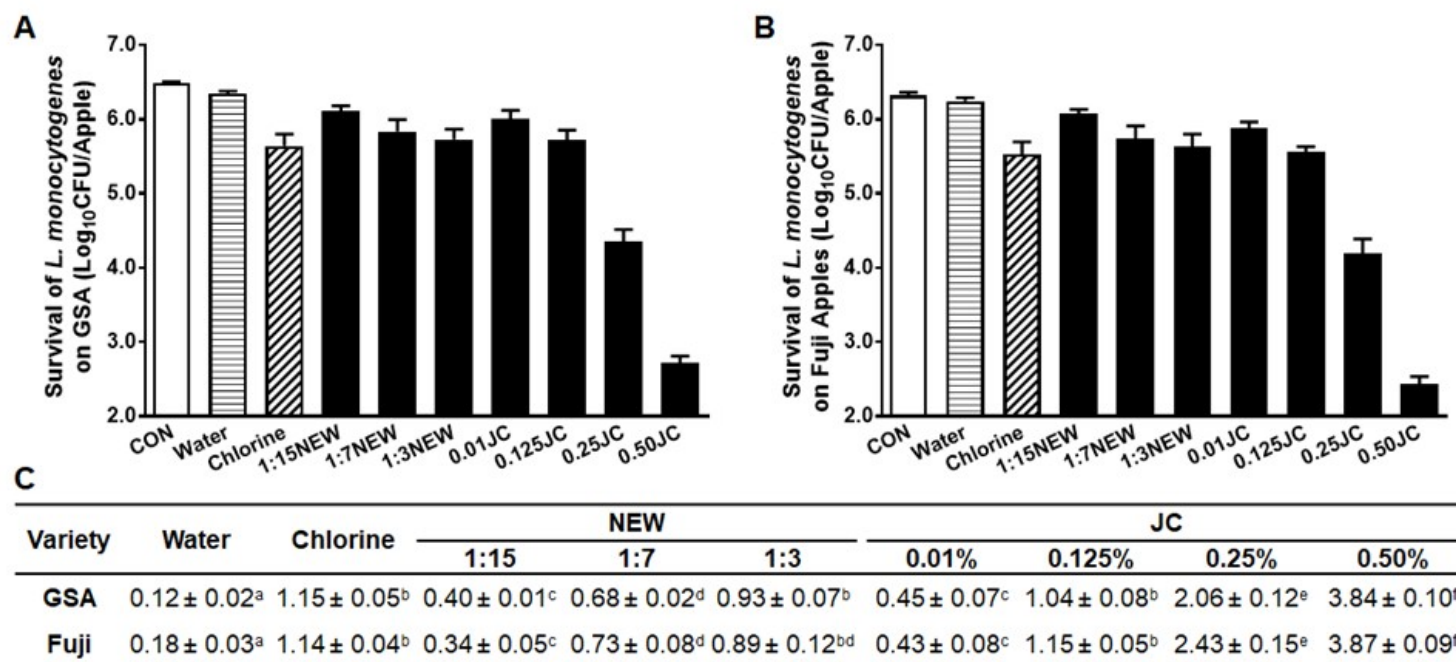 A
Survival of L. monocytogenes
on GSA (Log10CFU/Apple)
7.0
6.0
5.0
4.0
3.0
2.0
CON
Water
Chlorine
1:15NEW
1:7NEW
1:3NEW
0.01JC
0.125JC
0.25JC
0.50JC
B
Survival of L. monocytogenes
on Fuji Apples (Log10CFU/Apple)
7.0
6.0
5.0
4.0
3.0
2.0
CON
Water
Chlorine
1:15NEW
1:7NEW
1:3NEW
0.01JC
0.125JC
0.25JC
0.50JC
C
Variety Water Chlorine NEW JC
1:15 1:7 1:3 0.01% 0.125% 0.25% 0.50%
GSA 0.12 ± 0.02a 1.15 ± 0.05b 0.40 ± 0.01c 0.68 ± 0.02d 0.93 ± 0.07b 0.45 ± 0.07c 1.04 ± 0.08b 2.06 ± 0.12e 3.84 ± 0.10f
Fuji 0.18 ± 0.03a 1.14 ± 0.04b 0.34 ± 0.05c 0.73 ± 0.08d 0.89 ± 0.12bd 0.43 ± 0.08c 1.15 ± 0.05b 2.43 ± 0.15e 3.87 ± 0.09f